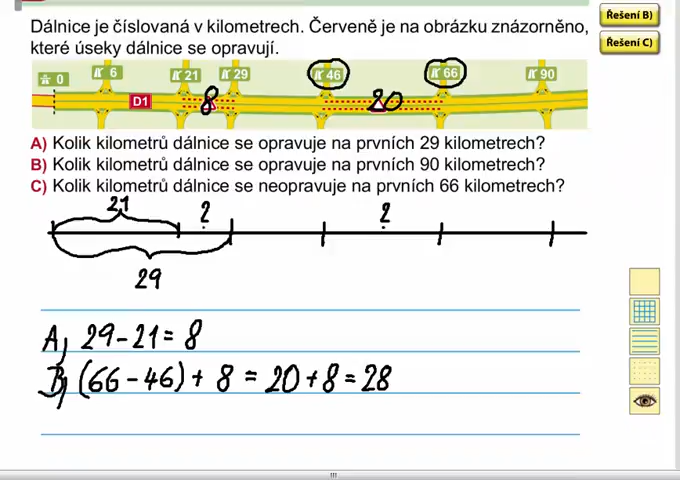 Dálnice je číslovaná v kilometrech. Červeně je na obrázku znázorněno,
které úseky dálnice se opravují.
Řešení B)
Řešení C)
0 6 21 29 46 66 90
D1 8 20
A) Kolik kilometrů dálnice se opravuje na prvních 29 kilometrech?
B) Kolik kilometrů dálnice se opravuje na prvních 90 kilometrech?
C) Kolik kilometrů dálnice se neopravuje na prvních 66 kilometrech?
21 ? ?
29
A) 29-21=8
B) (66-46)+8=20+8=28